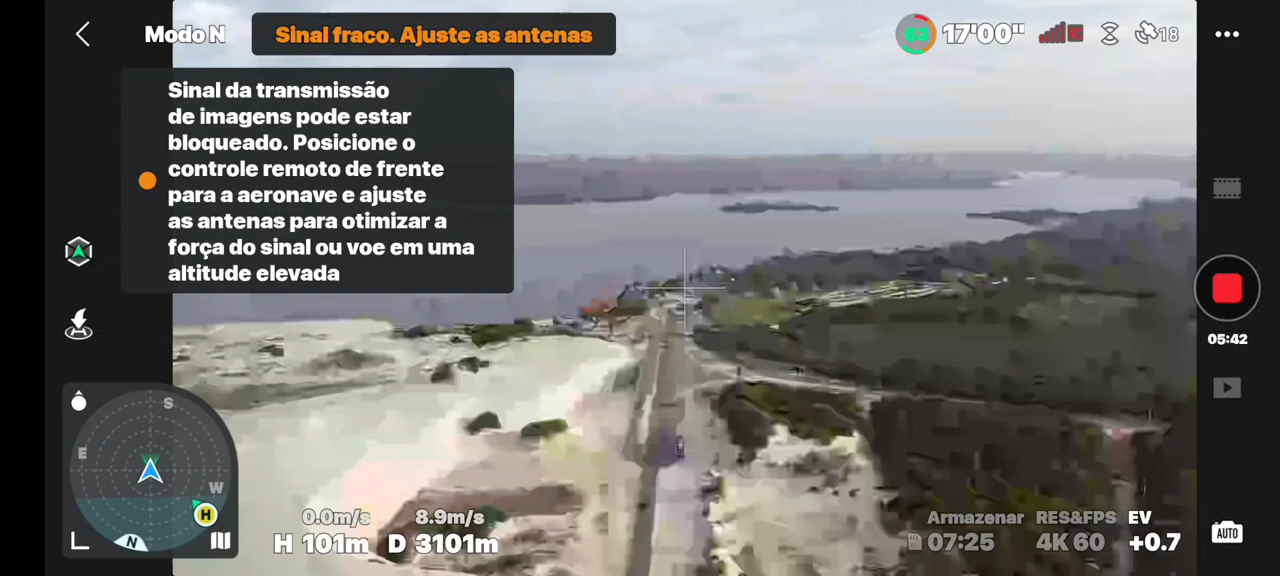 Modo N
Sinal fraco. Ajuste as antenas
63
17'00"
18
Sinal da transmissão
de imagens pode estar
bloqueado. Posicione o
controle remoto de frente
para a aeronave e ajuste
as antenas para otimizar a
força do sinal ou voe em uma
altitude elevada
05:42
S
E
W
H
N
0.0m/s
8.9m/s
H 101m
D 3101m
Armazenar
07:25
RES&FPS
4K 60
EV
+0.7
AUTO